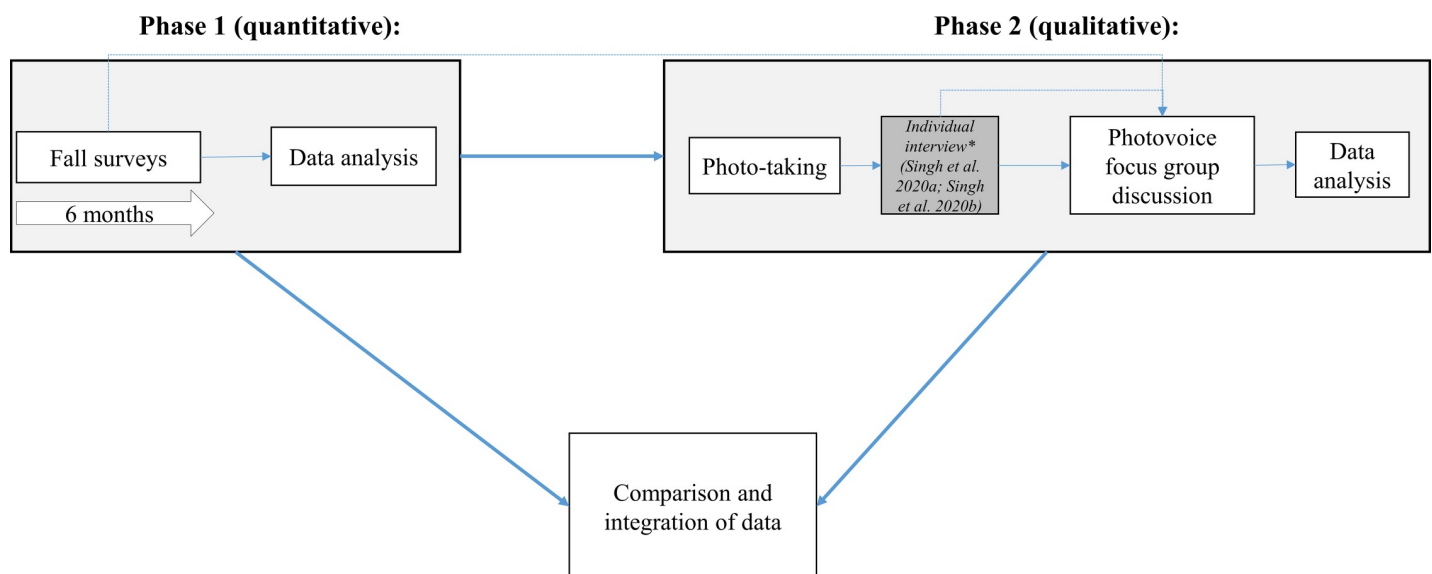 Phase 1 (quantitative):
Phase 2 (qualitative):
Fall surveys
Data analysis
6 months
Photo-taking
Individual
interview*
(Singh et al.
2020a; Singh
et al. 2020b)
Photovoice
focus group
discussion
Data
analysis
Comparison and
integration of data